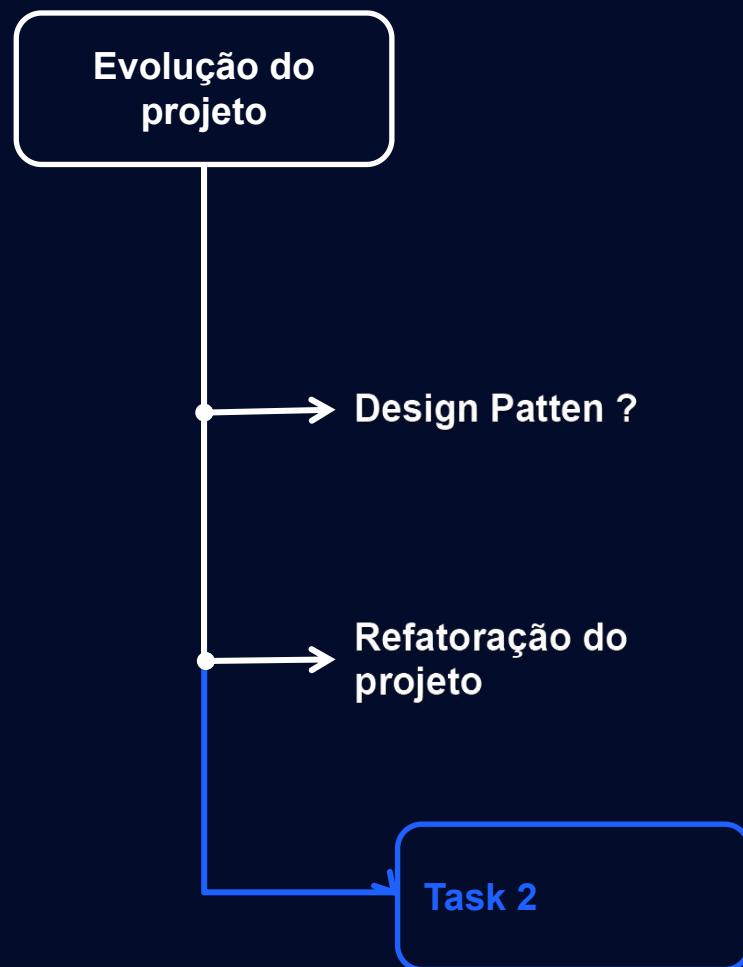 Evolução do
projeto
Design Patten ?
Refatoração do
projeto
Task 2